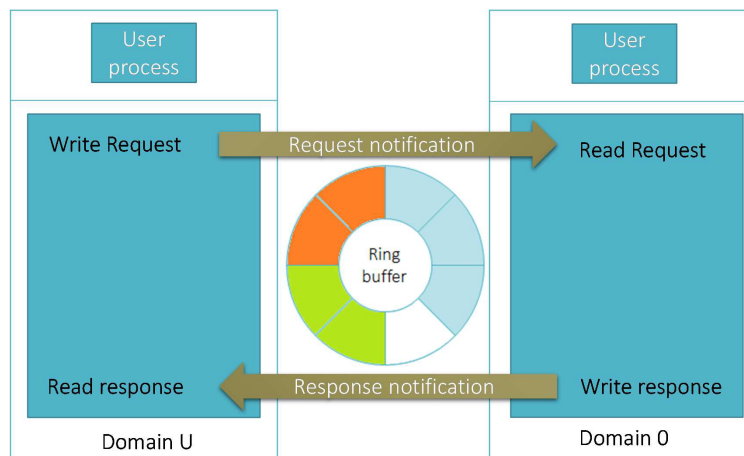 User
process
User
process
Write Request
Request notification
Read Request
Ring
buffer
Read response
Response notification
Write response
Domain U
Domain 0